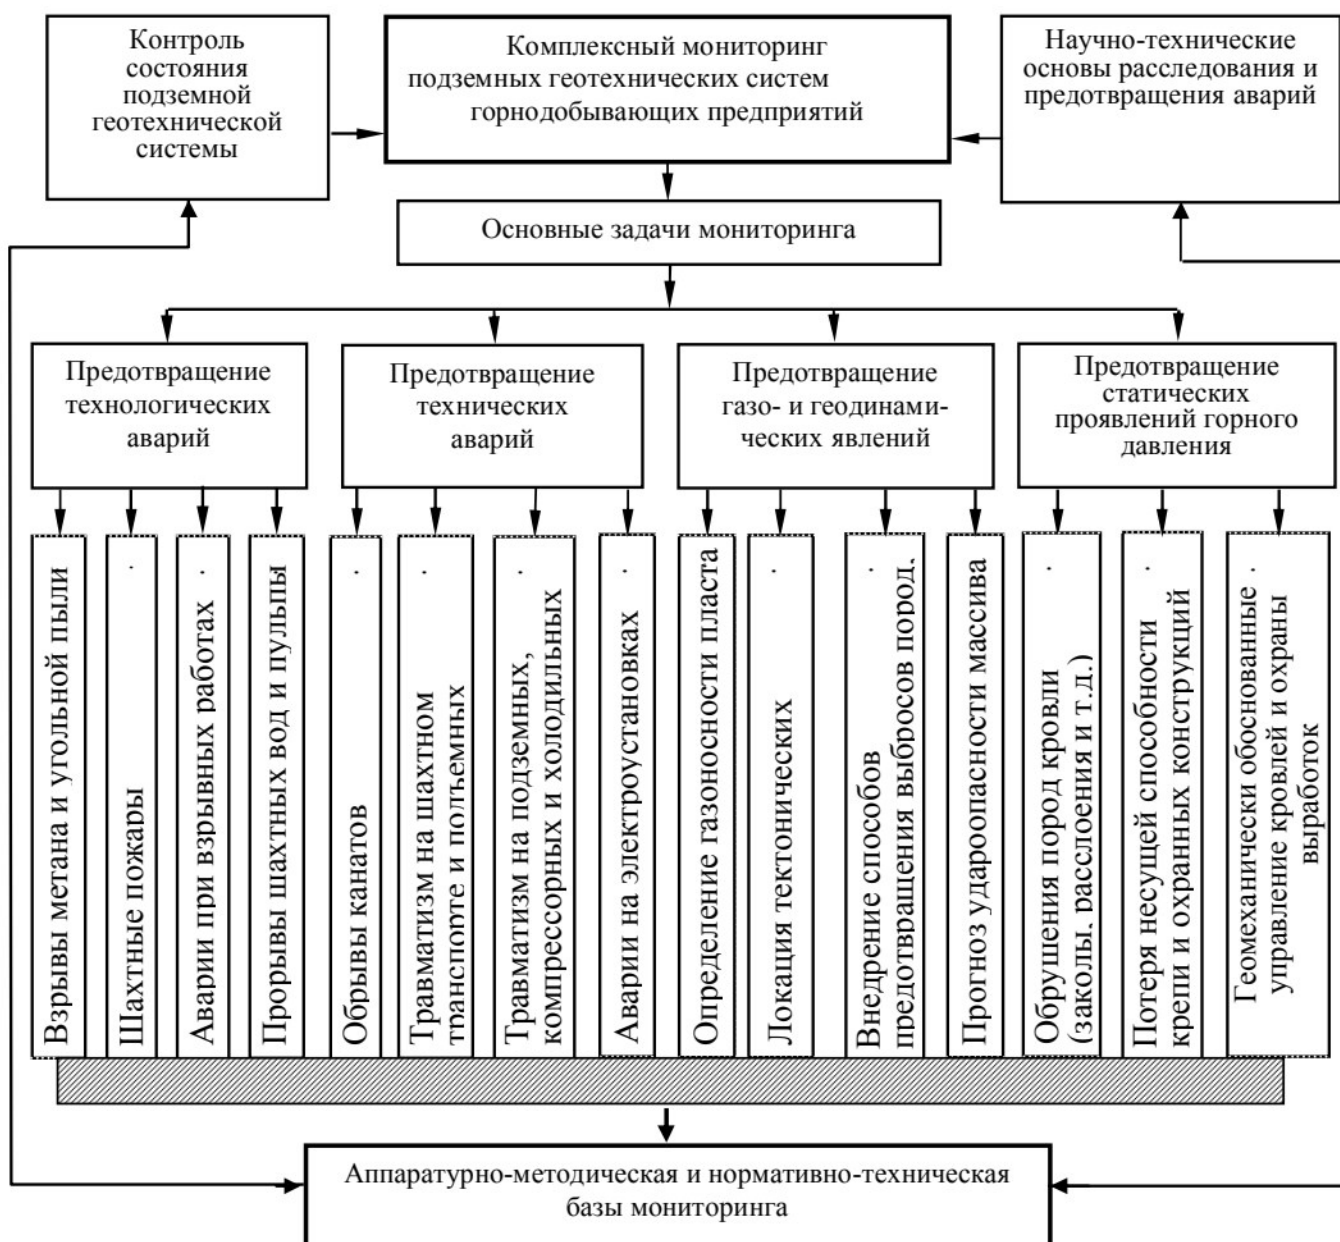 Контроль
состояния
подземной
геотехнической
системы
Комплексный мониторинг
подземных геотехнических систем
горнодобывающих предприятий
Научно-технические
основы расследования и
предотвращения аварий
Основные задачи мониторинга
Предотвращение
технологических
аварий
Предотвращение
технических
аварий
Предотвращение
газо- и геодинами-
ческих явлений
Предотвращение
статических
проявлений горного
давления
Взрывы метана и угольной пыли
Шахтные пожары
Аварии при взрывных работах
Прорывы шахтных вод и пульпы
Обрывы канатов
Травматизм на шахтном
транспорте и подъемных
Травматизм на подземных,
компрессорных и холодильных
Аварии на электроустановках
Определение газоносности пласта
Локация тектонических
Внедрение способов
предотвращения выбросов пород,
Прогноз удароопасности массива
Обрушения пород кровли
(заколы, расслоения и т.д.)
Потеря несущей способности
крепи и охранных конструкций
Геомеханически обоснованные
управление кровлей и охраны
выработок
Аппаратурно-методическая и нормативно-техническая
базы мониторинга